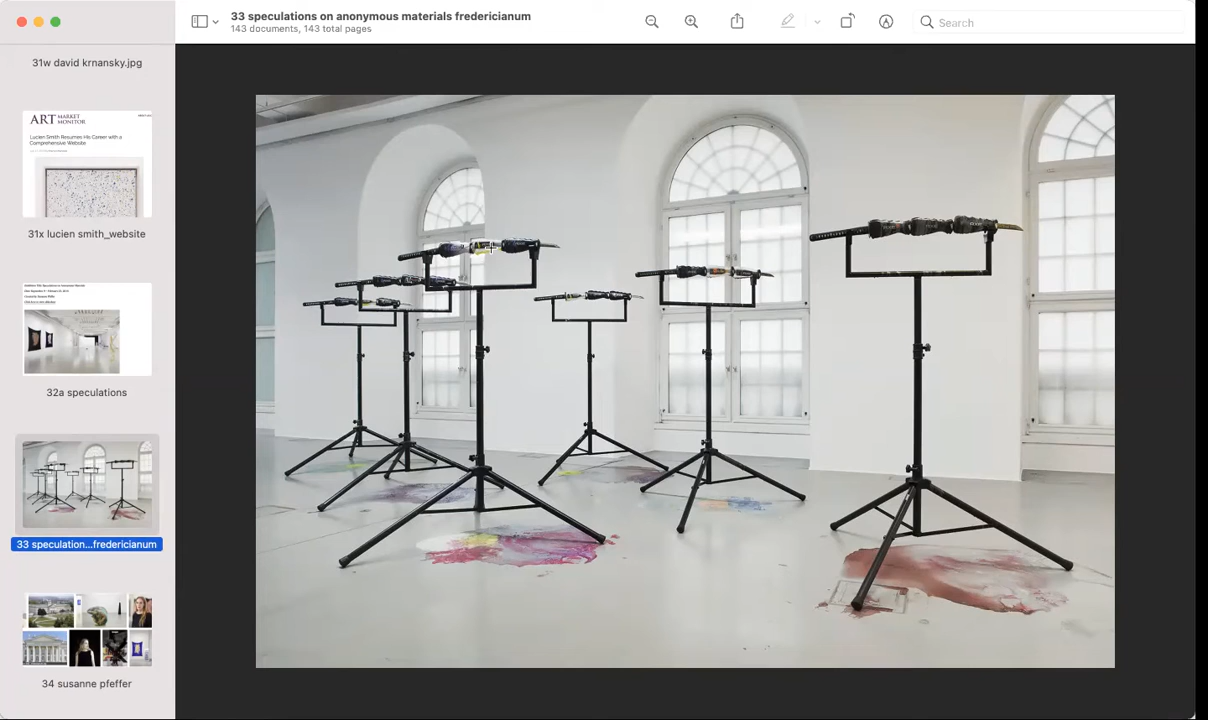 33 speculations on anonymous materials fredericianum
143 documents, 143 total pages
Search
31w david krnansky.jpg
ART MARKET MONITOR
Lucien Smith Resumes His Career with a
Comprehensive Website
31x lucien smith_website
32a speculations
33 speculation...fredericianum
34 susanne pfeffer